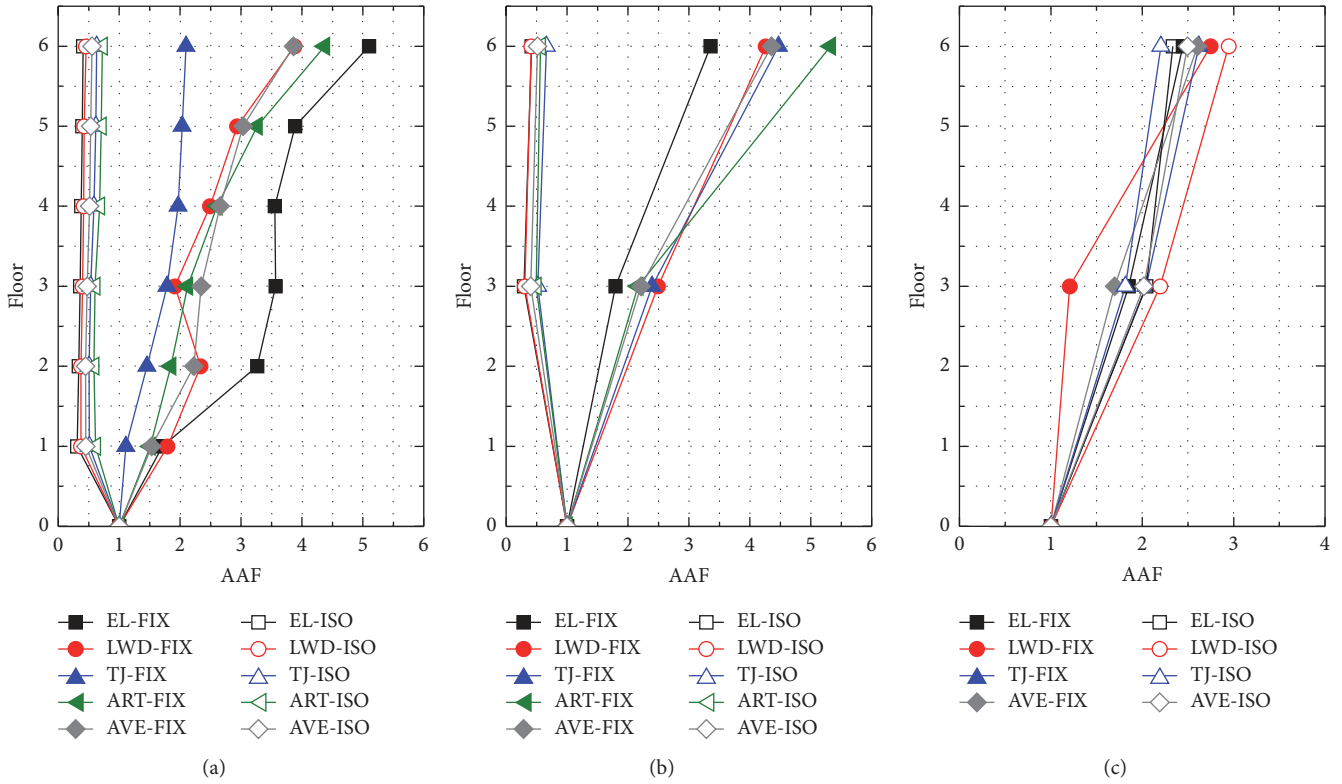 Floor
6
5
4
3
2
1
0
0 1 2 3 4 5 6
AAF
EL-FIX EL-ISO
LWD-FIX LWD-ISO
TJ-FIX TJ-ISO
ART-FIX ART-ISO
AVE-FIX AVE-ISO
(a)
Floor
6
5
4
3
2
1
0
0 1 2 3 4 5 6
AAF
EL-FIX EL-ISO
LWD-FIX LWD-ISO
TJ-FIX TJ-ISO
ART-FIX ART-ISO
AVE-FIX AVE-ISO
(b)
Floor
6
5
4
3
2
1
0
0 1 2 3 4
AAF
EL-FIX EL-ISO
LWD-FIX LWD-ISO
TJ-FIX TJ-ISO
AVE-FIX AVE-ISO
(c)